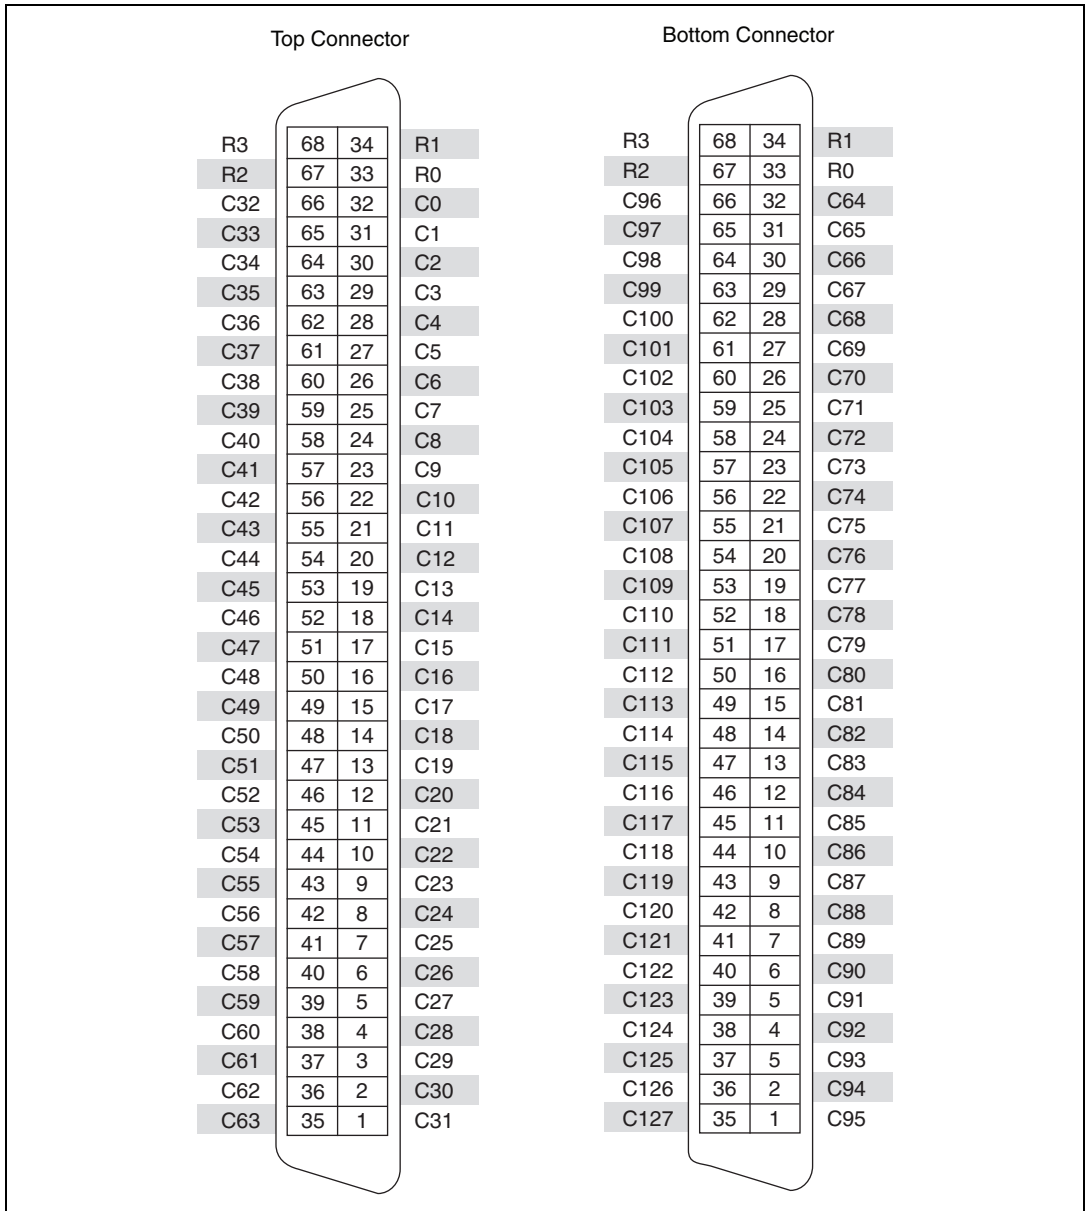 Top Connector Bottom Connector
R3 68 34 R1 R3 68 34 R1
R2 67 33 R0 R2 67 33 R0
C32 66 32 C0 C96 66 32 C64
C33 65 31 C1 C97 65 31 C65
C34 64 30 C2 C98 64 30 C66
C35 63 29 C3 C99 63 29 C67
C36 62 28 C4 C100 62 28 C68
C37 61 27 C5 C101 61 27 C69
C38 60 26 C6 C102 60 26 C70
C39 59 25 C7 C103 59 25 C71
C40 58 24 C8 C104 58 24 C72
C41 57 23 C9 C105 57 23 C73
C42 56 22 C10 C106 56 22 C74
C43 55 21 C11 C107 55 21 C75
C44 54 20 C12 C108 54 20 C76
C45 53 19 C13 C109 53 19 C77
C46 52 18 C14 C110 52 18 C78
C47 51 17 C15 C111 51 17 C79
C48 50 16 C16 C112 50 16 C80
C49 49 15 C17 C113 49 15 C81
C50 48 14 C18 C114 48 14 C82
C51 47 13 C19 C115 47 13 C83
C52 46 12 C20 C116 46 12 C84
C53 45 11 C21 C117 45 11 C85
C54 44 10 C22 C118 44 10 C86
C55 43 9 C23 C119 43 9 C87
C56 42 8 C24 C120 42 8 C88
C57 41 7 C25 C121 41 7 C89
C58 40 6 C26 C122 40 6 C90
C59 39 5 C27 C123 39 5 C91
C60 38 4 C28 C124 38 4 C92
C61 37 3 C29 C125 37 5 C93
C62 36 2 C30 C126 36 2 C94
C63 35 1 C31 C127 35 1 C95